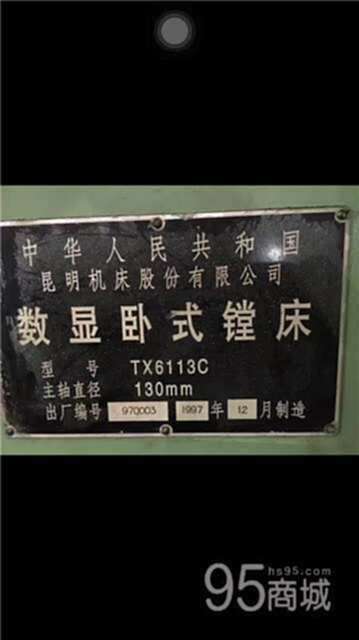 中华人民共和国
昆明机床股份有限公司
数显卧式镗床
型 号 TX6113C
主轴直径 130mm
出厂编号 970003 1997 年 12 月制造
hs95.com
95商城